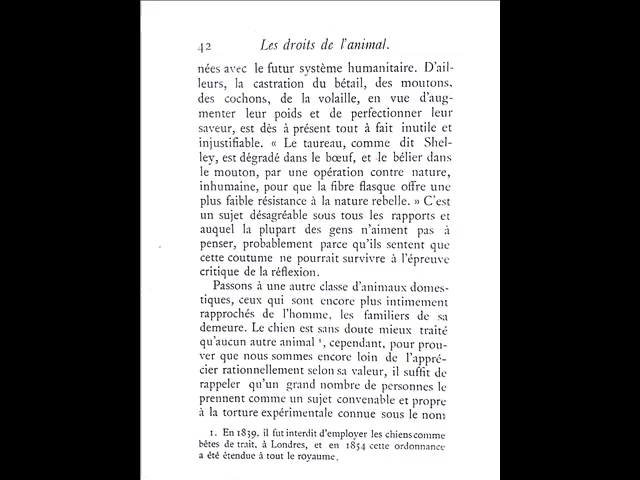 42 Les droits de l'animal.
nées avec le futur système humanitaire. D'ail-
leurs, la castration du bétail, des moutons,
des cochons, de la volaille, en vue d'aug-
menter leur poids et de perfectionner leur
saveur, est dès à présent tout à fait inutile et
injustifiable. « Le taureau, comme dit Shel-
ley, est dégradé dans le bœuf, et le bélier dans
le mouton, par une opération contre nature,
inhumaine, pour que la fibre flasque offre une
plus faible résistance à la nature rebelle. » C'est
un sujet désagréable sous tous les rapports et
auquel la plupart des gens n'aiment pas à
penser, probablement parce qu'ils sentent que
cette coutume ne pourrait survivre à l'épreuve
critique de la réflexion.
Passons à une autre classe d'animaux domes-
tiques, ceux qui sont encore plus intimement
rapprochés de l'homme, les familiers de sa
demeure. Le chien est sans doute mieux traité
qu'aucun autre animal ¹, cependant, pour prou-
ver que nous sommes encore loin de l'appré-
cier rationnellement selon sa valeur, il suffit de
rappeler qu'un grand nombre de personnes le
prennent comme un sujet convenable et propre
à la torture expérimentale connue sous le nom
1. En 1839, il fut interdit d'employer les chiens comme
bêtes de trait, à Londres, et en 1854 cette ordonnance
a été étendue à tout le royaume.